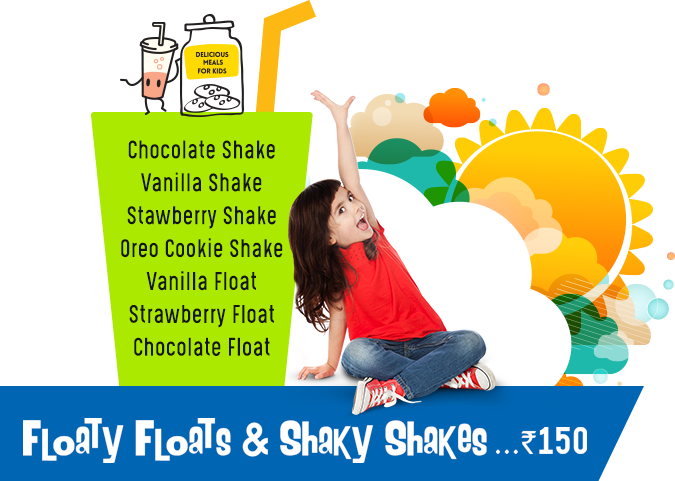 DELICIOUS
MEALS
FOR KIDS
Chocolate Shake
Vanilla Shake
Stawberry Shake
Oreo Cookie Shake
Vanilla Float
Strawberry Float
Chocolate Float
Floaty Floats & Shaky Shakes ...₹150